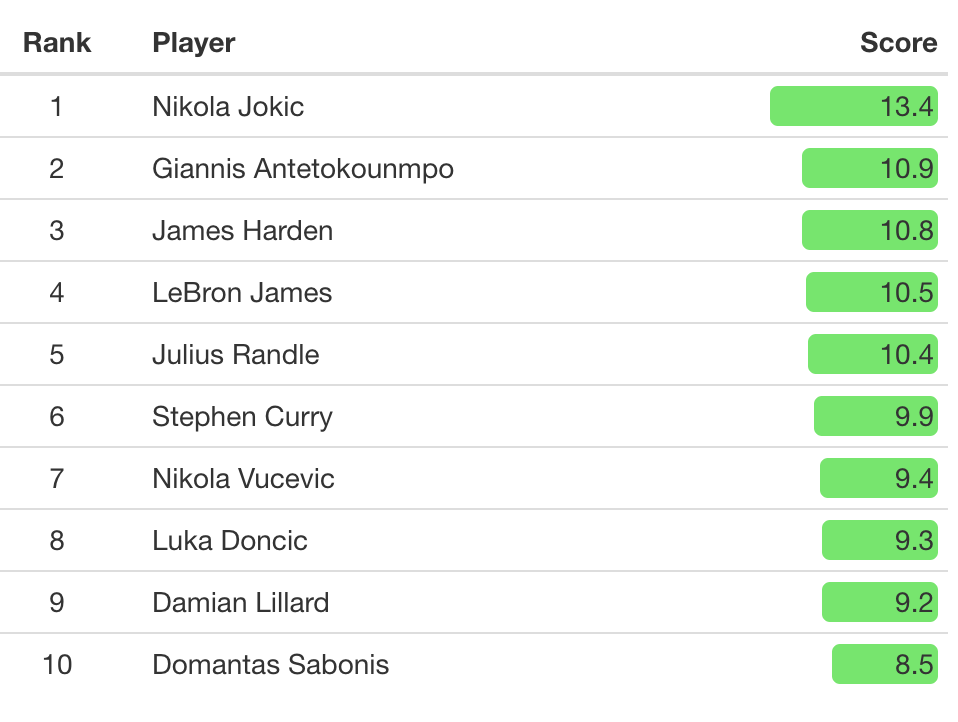 Rank Player Score
1 Nikola Jokic 13.4
2 Giannis Antetokounmpo 10.9
3 James Harden 10.8
4 LeBron James 10.5
5 Julius Randle 10.4
6 Stephen Curry 9.9
7 Nikola Vucevic 9.4
8 Luka Doncic 9.3
9 Damian Lillard 9.2
10 Domantas Sabonis 8.5